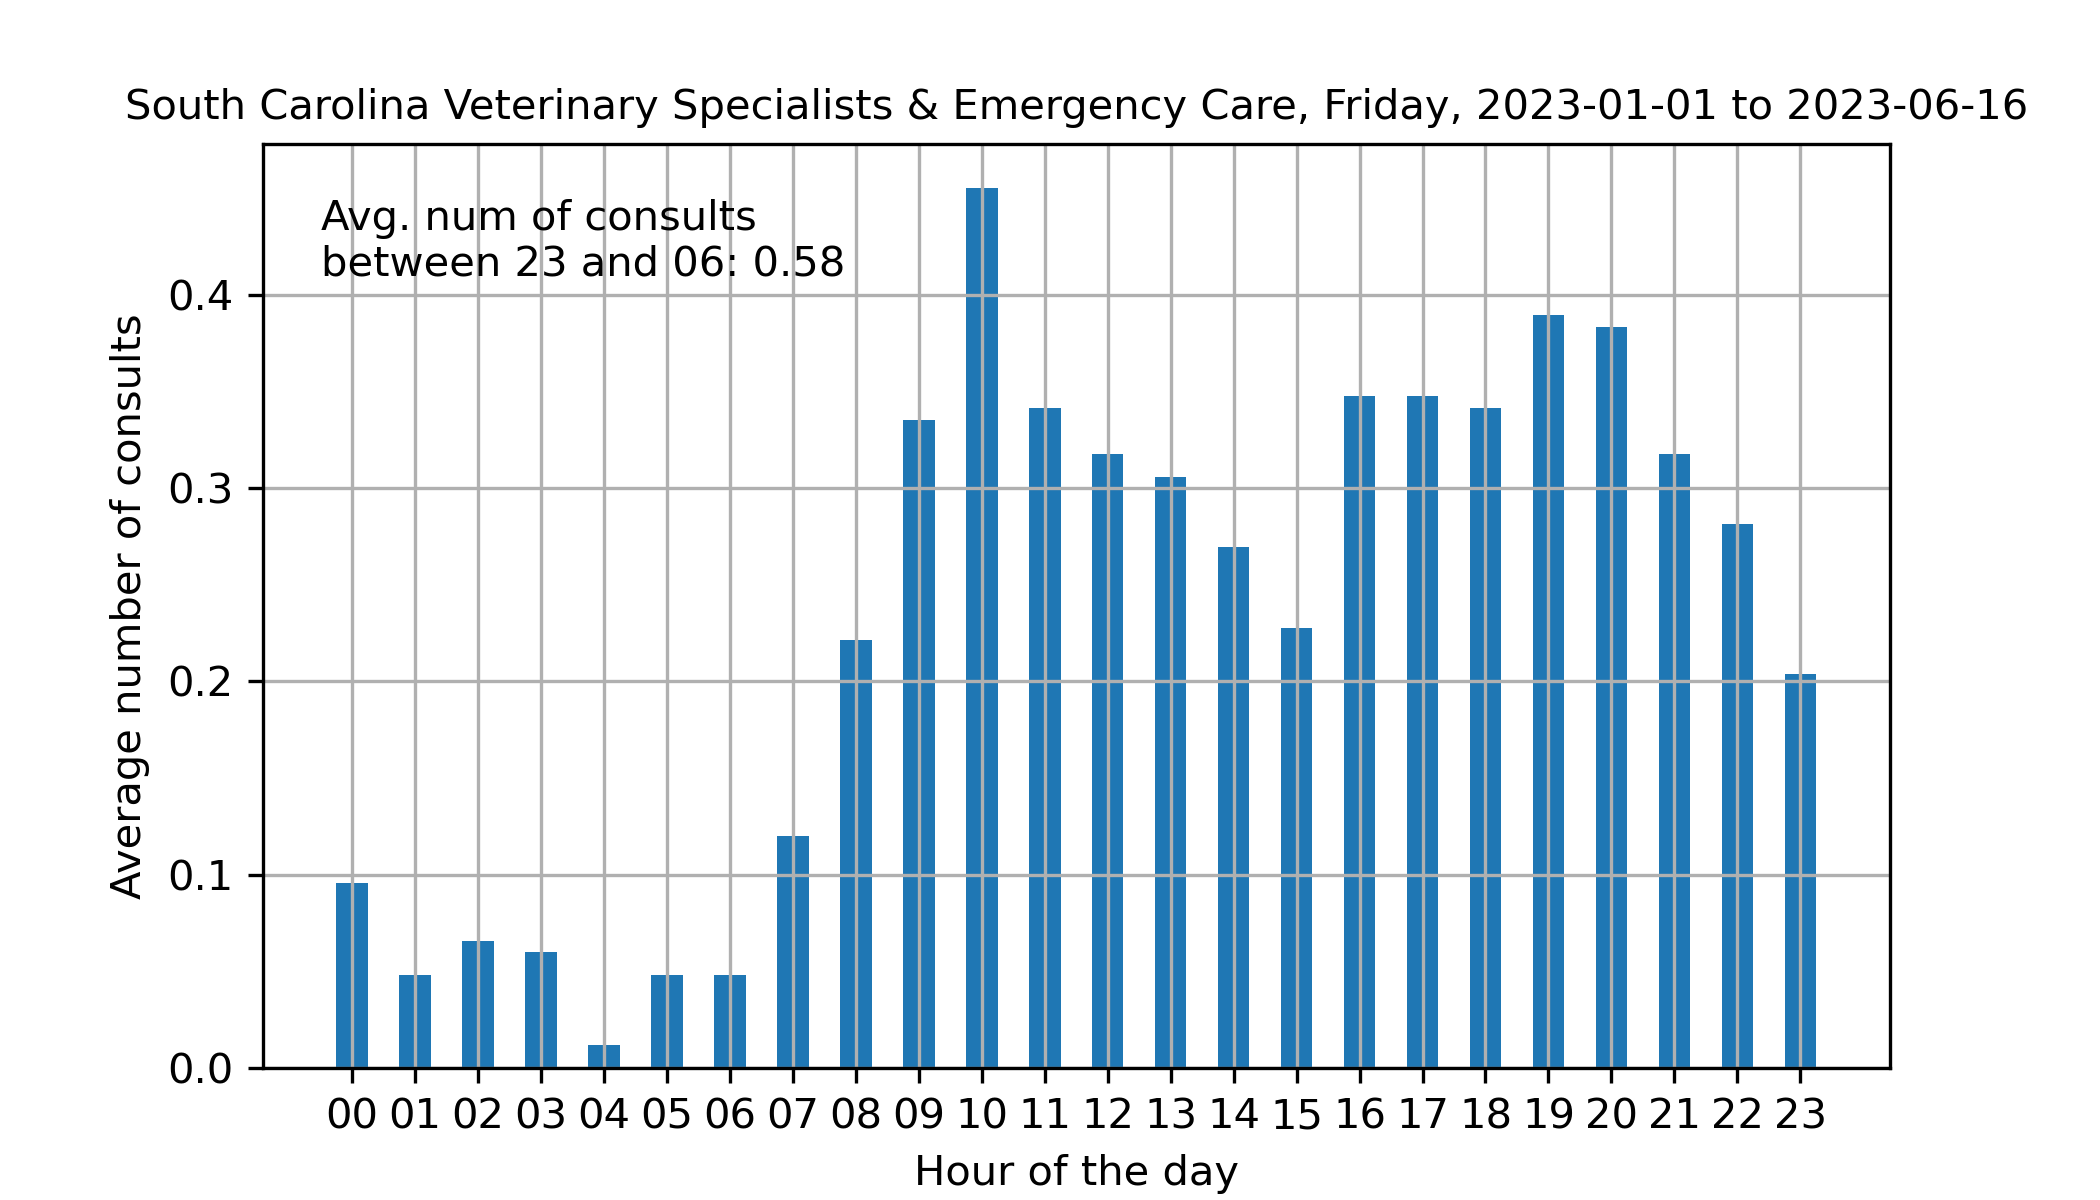 South Carolina Veterinary Specialists & Emergency Care, Friday, 2023-01-01 to 2023-06-16
Avg. num of consults
between 23 and 06: 0.58
Average number of consults
0.4
0.3
0.2
0.1
0.0
00 01 02 03 04 05 06 07 08 09 10 11 12 13 14 15 16 17 18 19 20 21 22 23
Hour of the day